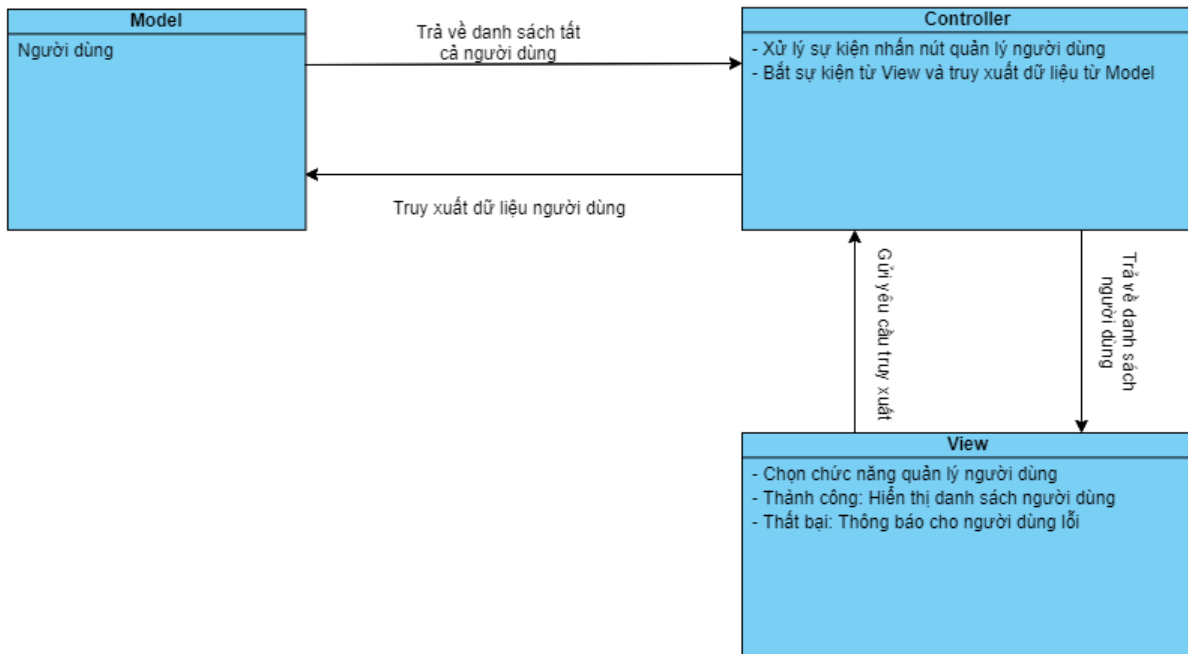 Model
Người dùng
Trả về danh sách tất
cả người dùng
Controller
- Xử lý sự kiện nhấn nút quản lý người dùng
- Bắt sự kiện từ View và truy xuất dữ liệu từ Model
Truy xuất dữ liệu người dùng
Gửi yêu cầu truy xuất
Trả về danh sách
người dùng
View
- Chọn chức năng quản lý người dùng
- Thành công: Hiển thị danh sách người dùng
- Thất bại: Thông báo cho người dùng lỗi